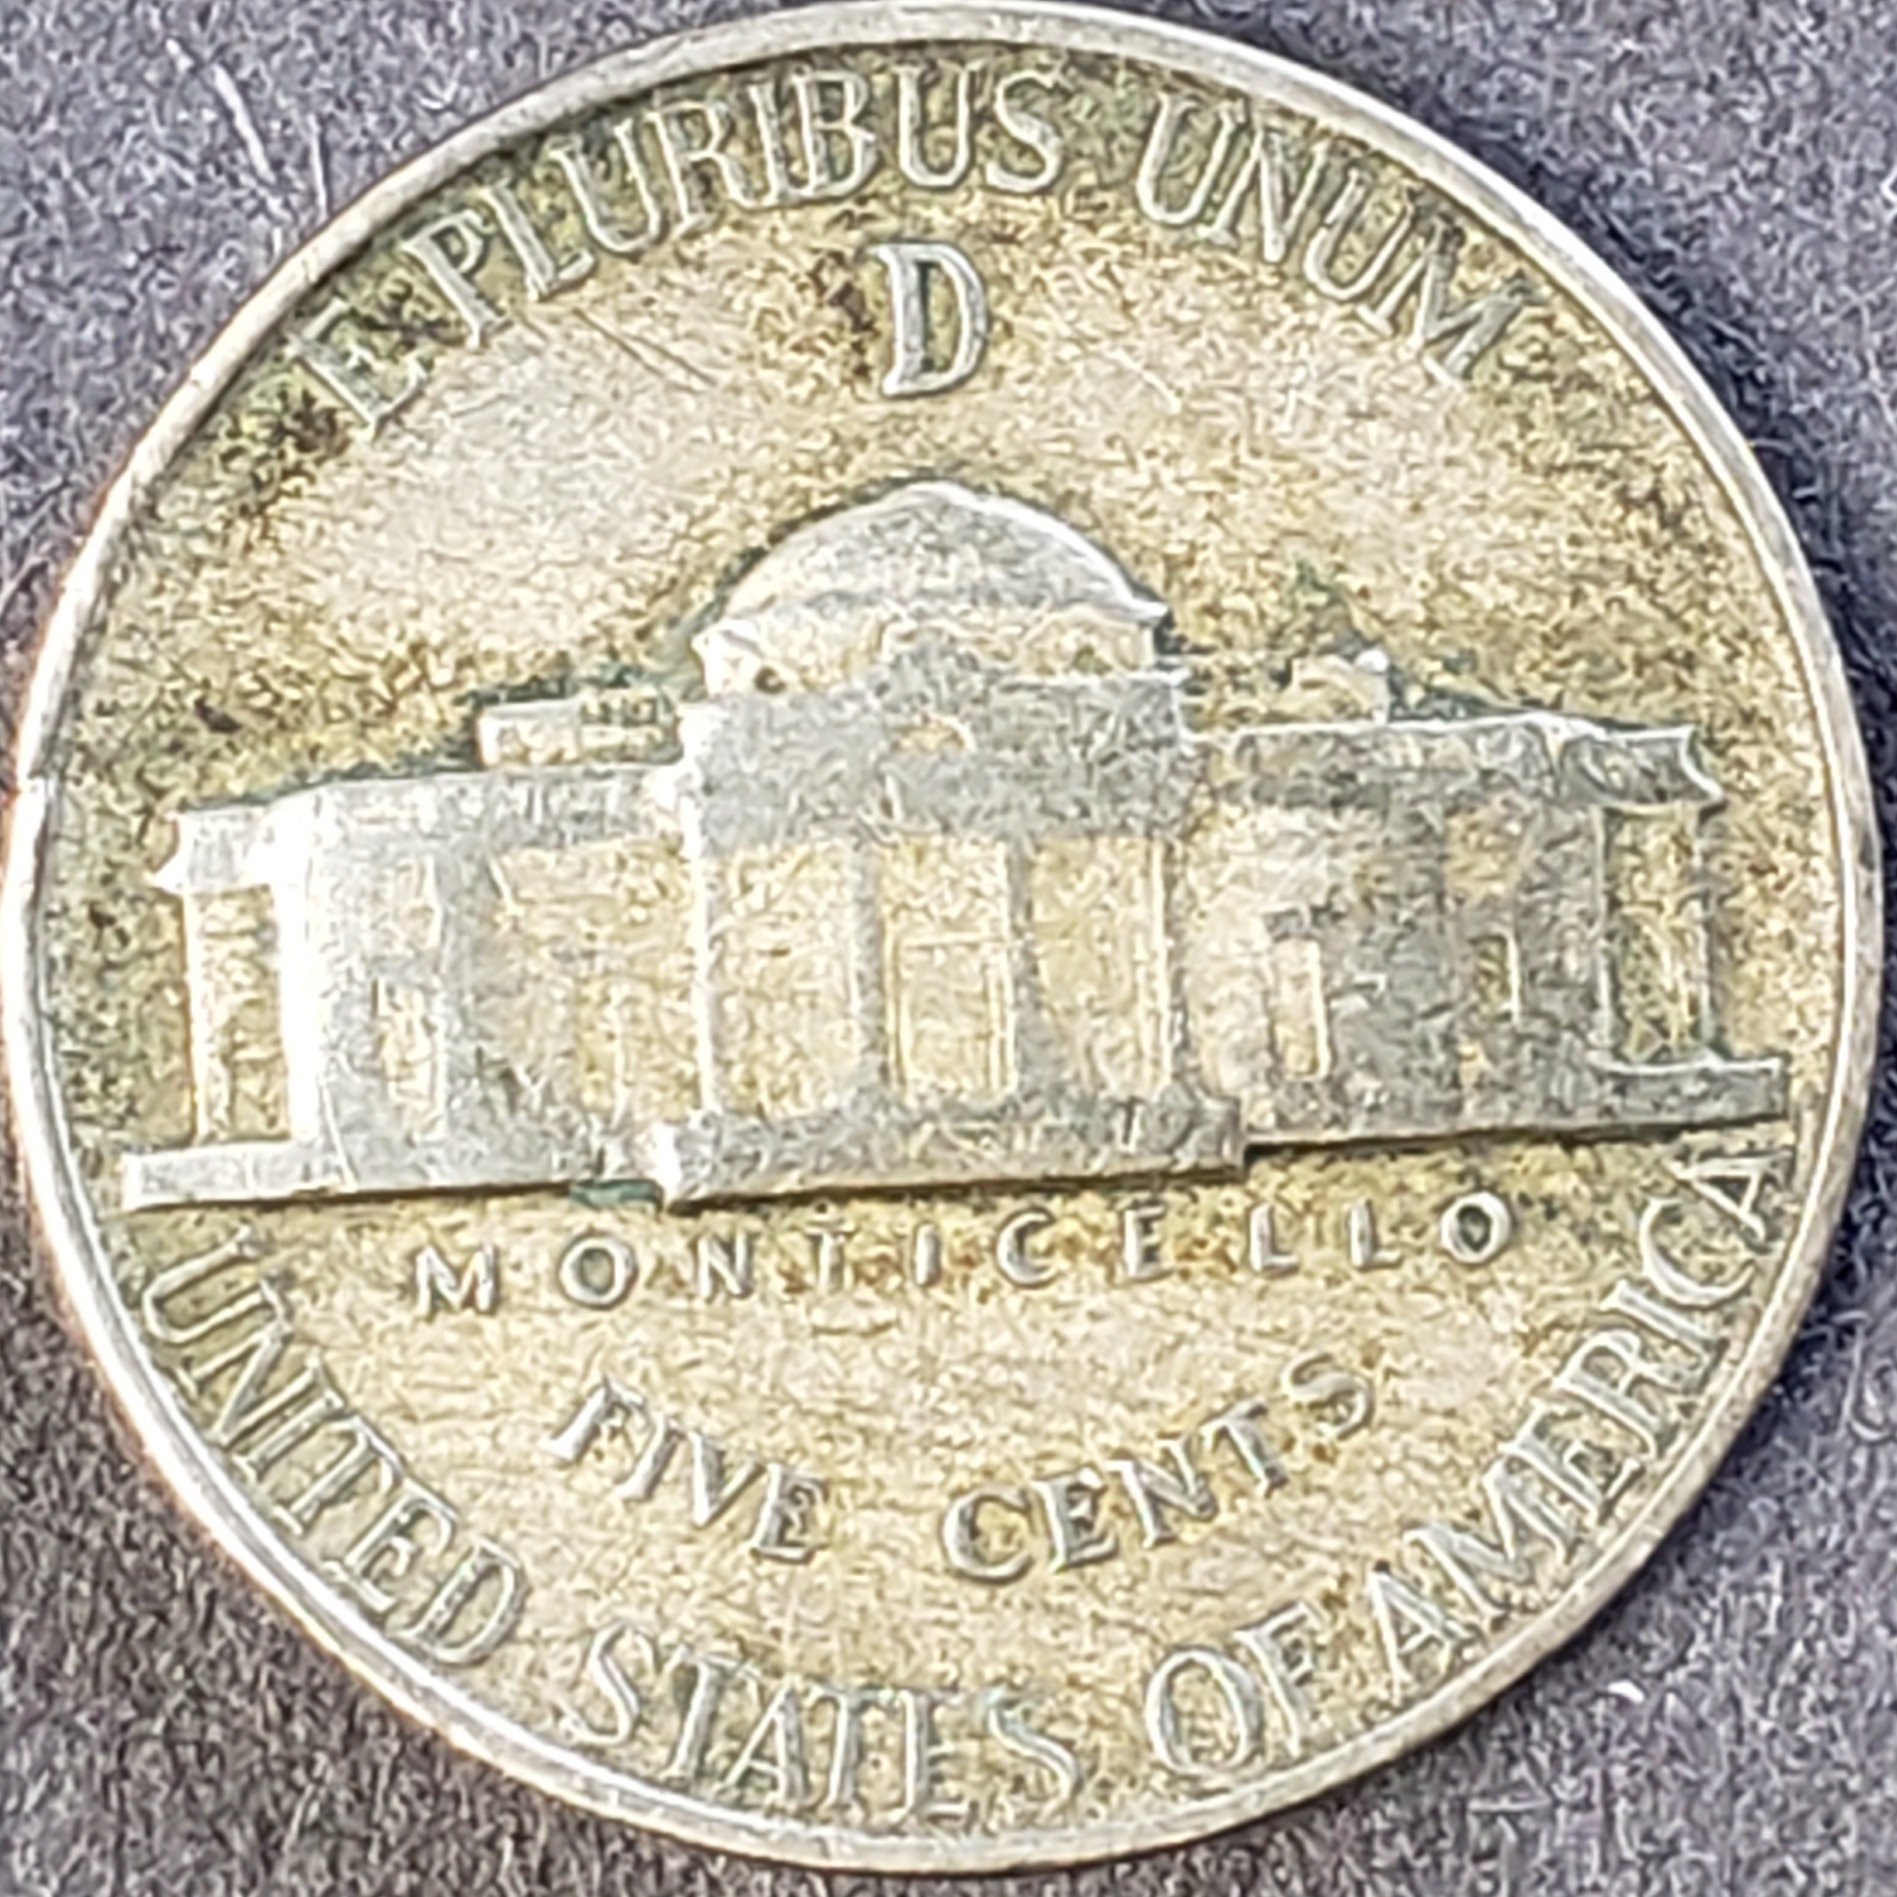 E PLURIBUS UNUM
D
MONTICELLO
FIVE CENTS
UNITED STATES OF AMERICA